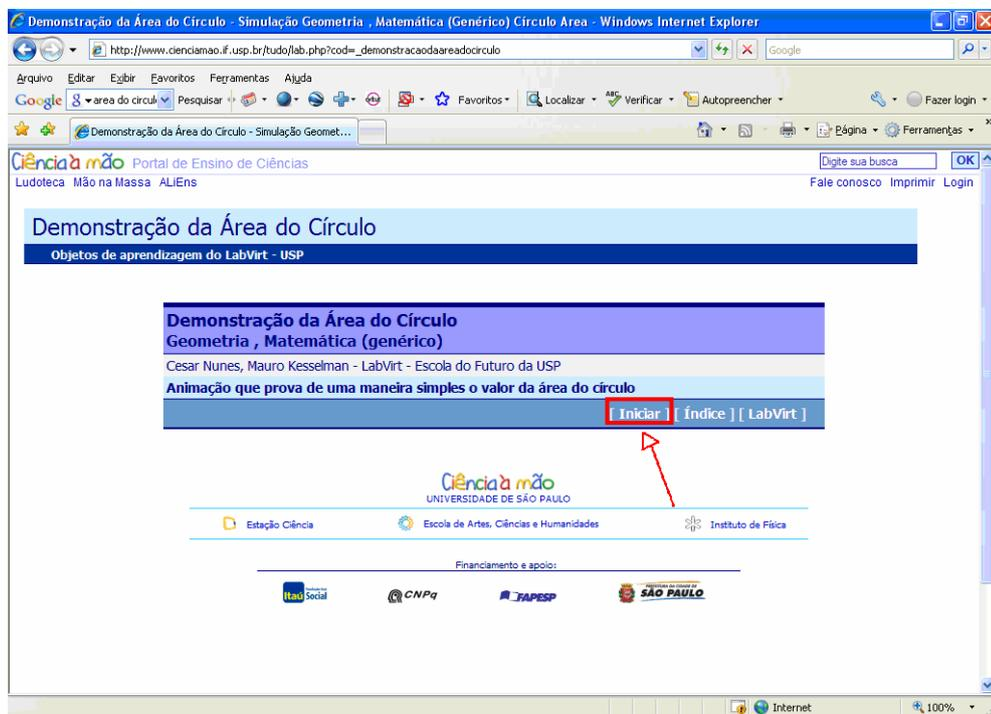 Demonstração da Área do Círculo - Simulação Geometria , Matemática (Genérico) Círculo Area - Windows Internet Explorer
http://www.cienciamao.if.usp.br/tudo/lab.php?cod=_demonstracaodaareadocirculo
Google
Arquivo Editar Exibir Favoritos Ferramentas Ajuda
Google area do circul Pesquisar Favoritos Localizar Verificar Autopreencher Fazer login
Demonstração da Área do Círculo - Simulação Geomet... Página Ferramentas
Ciência à mão Portal de Ensino de Ciências Digite sua busca OK
Ludoteca Mão na Massa ALiEns Fale conosco Imprimir Login
Demonstração da Área do Círculo
Objetos de aprendizagem do LabVirt - USP
Demonstração da Área do Círculo
Geometria , Matemática (genérico)
Cesar Nunes, Mauro Kesselman - LabVirt - Escola do Futuro da USP
Animação que prova de uma maneira simples o valor da área do círculo
[ Iniciar ] [ Índice ] [ LabVirt ]
Ciência à mão
UNIVERSIDADE DE SÃO PAULO
Estação Ciência Escola de Artes, Ciências e Humanidades Instituto de Física
Financiamento e apoio:
Itaú Social CNPq FAPESP SÃO PAULO
Internet 100%